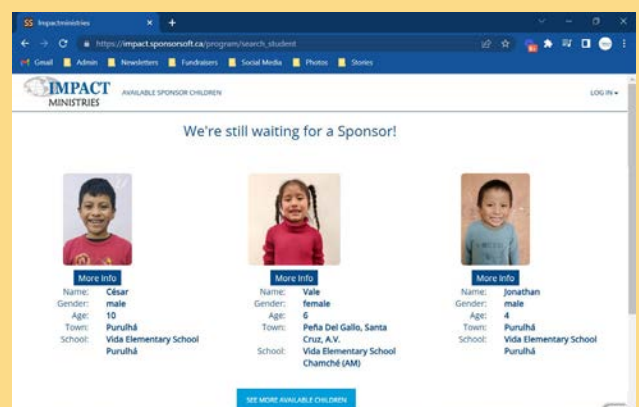 SS Impactministries
https://impact.sponsorsoft.ca/program/search_student
Gmail Admin Newsletters Fundraisers Social Media Photos Stories
IMPACT
MINISTRIES
AVAILABLE SPONSOR CHILDREN
LOG IN
We're still waiting for a Sponsor!
More Info
Name: César
Gender: male
Age: 10
Town: Purulhá
School: Vida Elementary School
Purulhá
More Info
Name: Vale
Gender: female
Age: 6
Town: Peña Del Gallo, Santa
Cruz, A.V.
School: Vida Elementary School
Chamché (AM)
More Info
Name: Jonathan
Gender: male
Age: 4
Town: Purulhá
School: Vida Elementary School
Purulhá
SEE MORE AVAILABLE CHILDREN